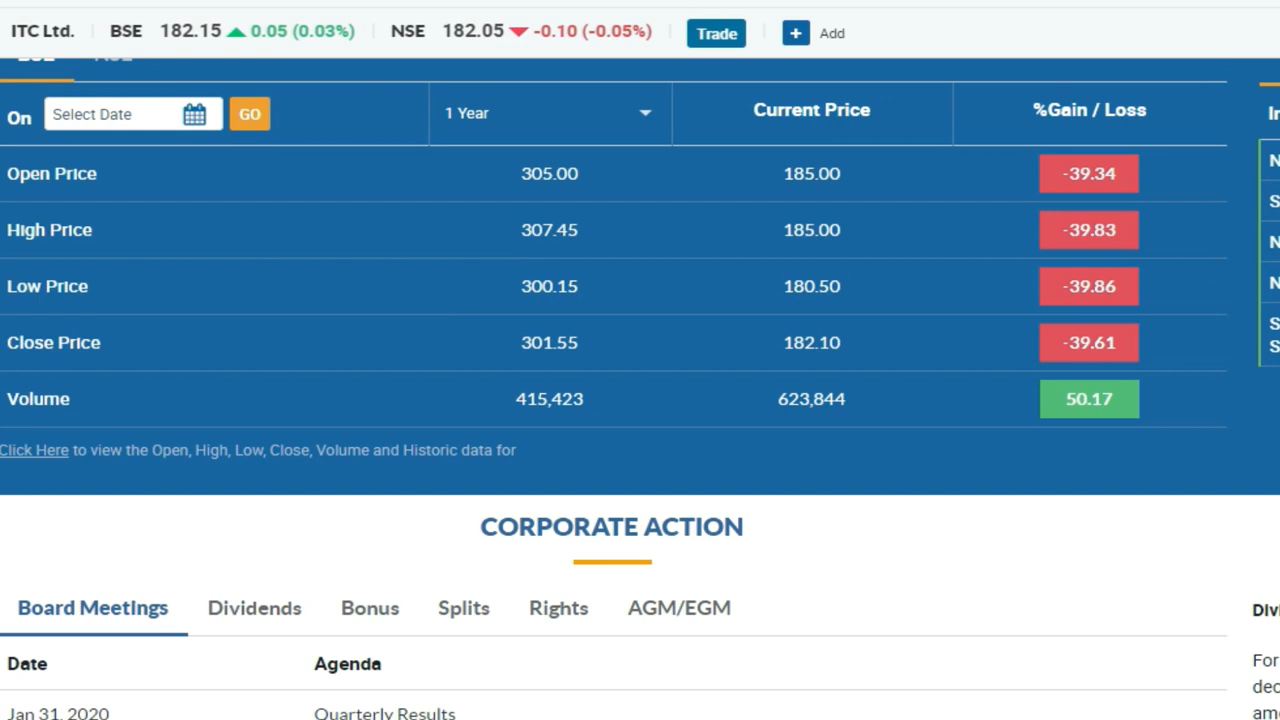 ITC Ltd. BSE 182.15 0.05 (0.03%) NSE 182.05 -0.10 (-0.05%) Trade + Add
On Select Date GO 1 Year Current Price %Gain / Loss
Open Price 305.00 185.00 -39.34
High Price 307.45 185.00 -39.83
Low Price 300.15 180.50 -39.86
Close Price 301.55 182.10 -39.61
Volume 415,423 623,844 50.17
Click Here to view the Open, High, Low, Close, Volume and Historic data for
CORPORATE ACTION
Board Meetings Dividends Bonus Splits Rights AGM/EGM
Date Agenda
Jan 31, 2020 Quarterly Results
For